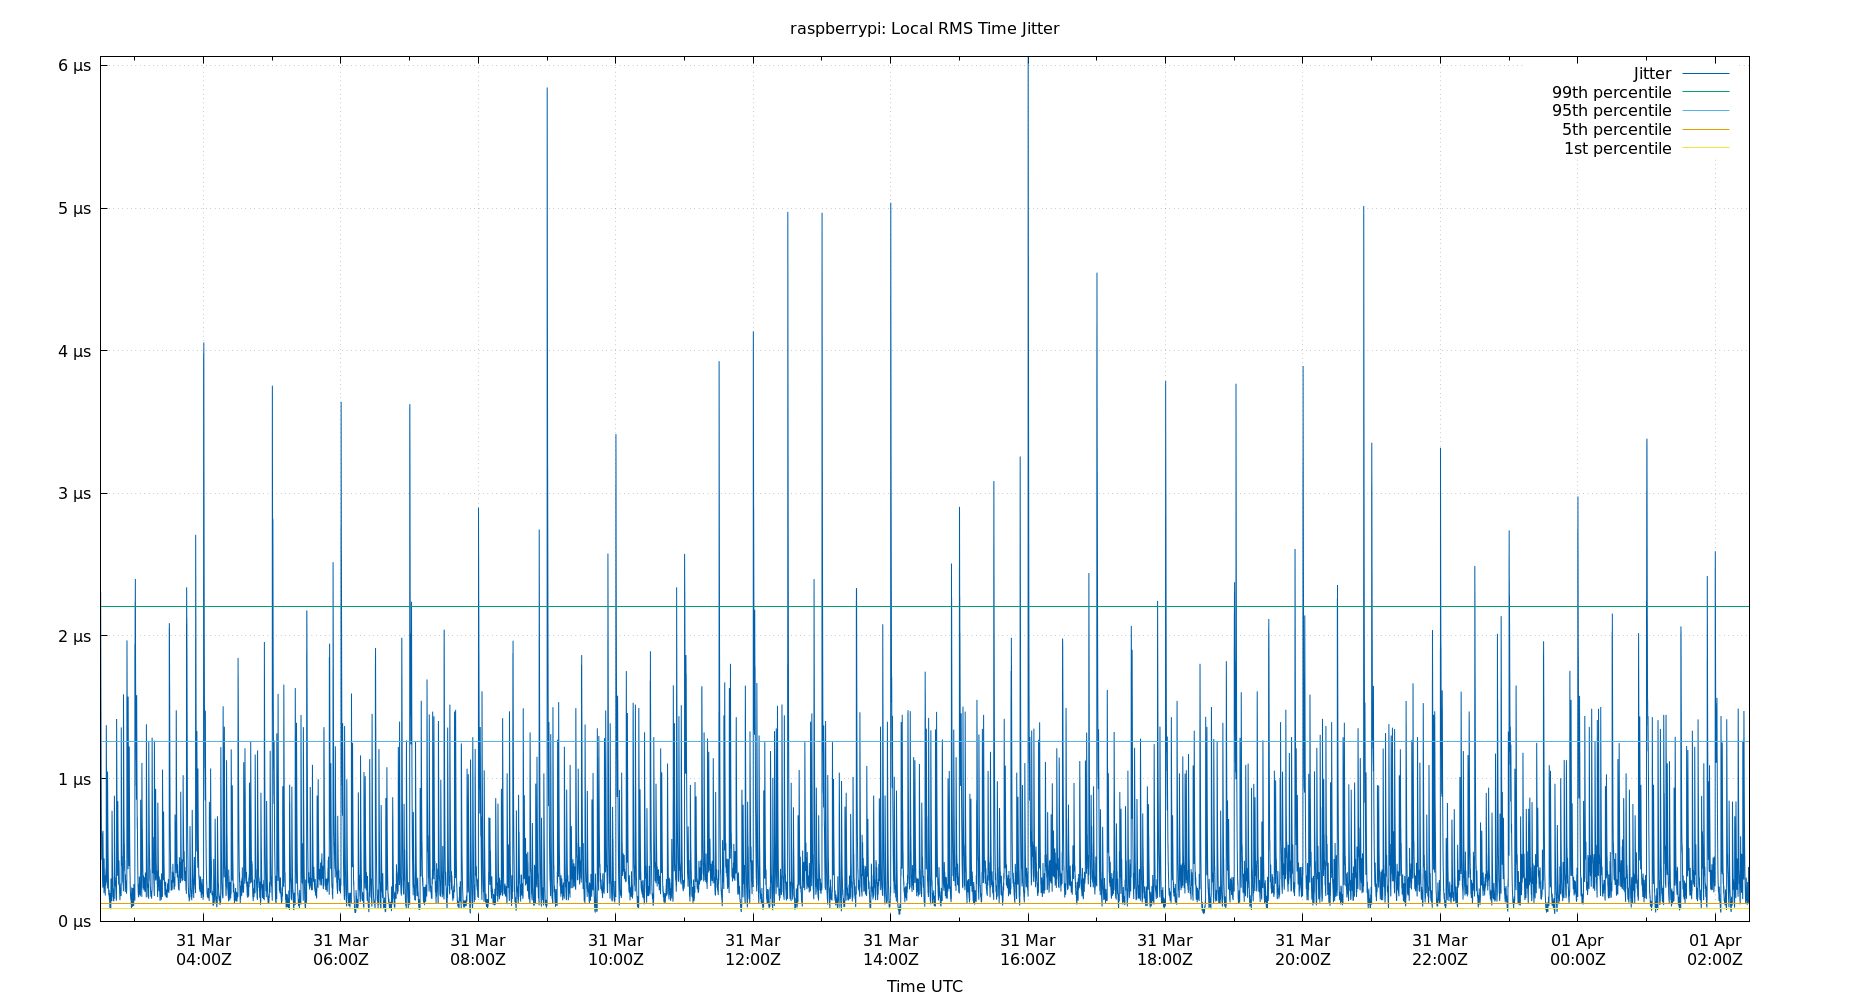 raspberrypi: Local RMS Time Jitter
6 µs
5 µs
4 µs
3 µs
2 µs
1 µs
0 µs
Jitter
99th percentile
95th percentile
5th percentile
1st percentile
31 Mar 31 Mar 31 Mar 31 Mar 31 Mar 31 Mar 31 Mar 31 Mar 31 Mar 31 Mar 01 Apr 01 Apr
04:00Z 06:00Z 08:00Z 10:00Z 12:00Z 14:00Z 16:00Z 18:00Z 20:00Z 22:00Z 00:00Z 02:00Z
Time UTC